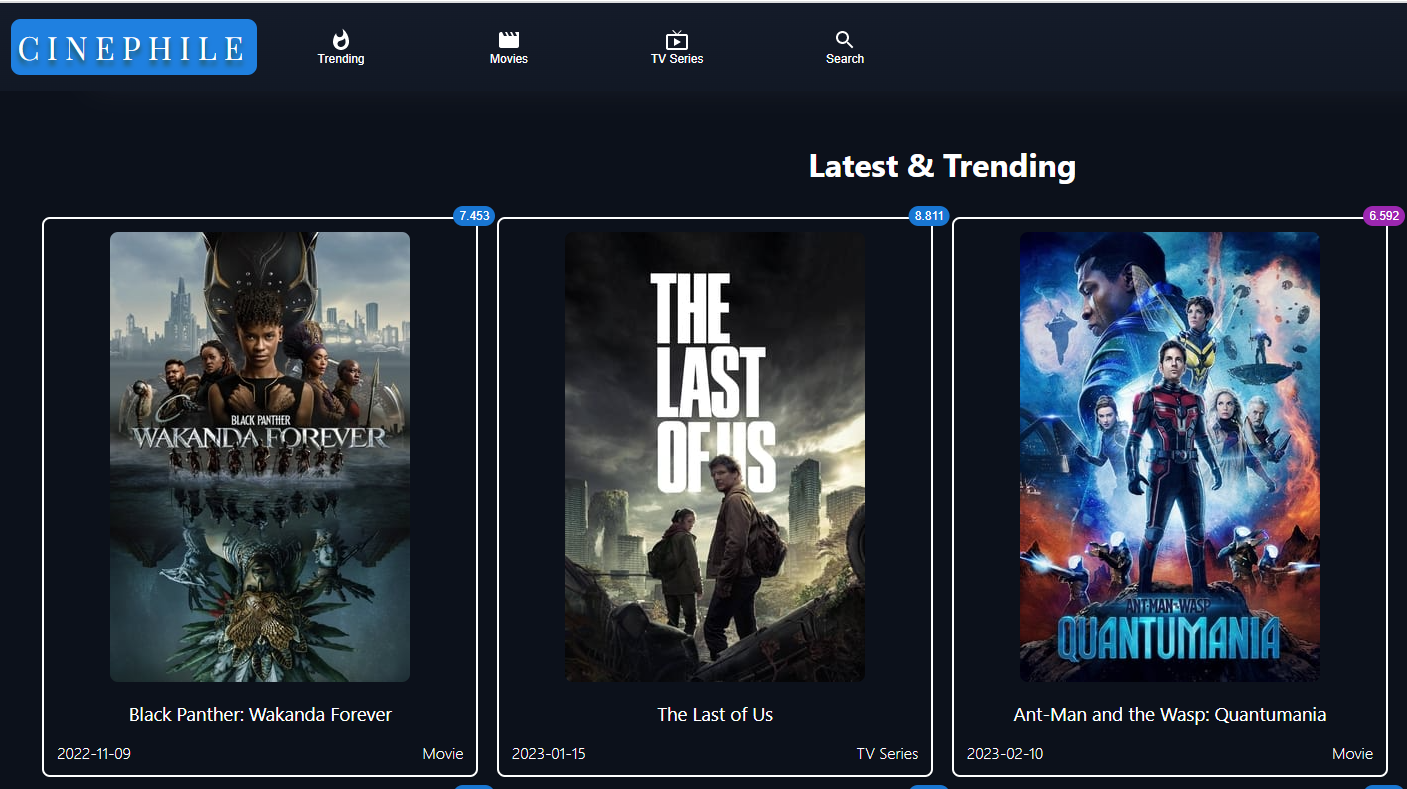 CINEPHILE
Trending
Movies
TV Series
Search
Latest & Trending
7.453
BLACK PANTHER
WAKANDA FOREVER
Black Panther: Wakanda Forever
2022-11-09 Movie
8.811
THE
LAST
OF US
The Last of Us
2023-01-15 TV Series
6.592
ANT-MAN AND THE WASP
QUANTUMANIA
Ant-Man and the Wasp: Quantumania
2023-02-10 Movie